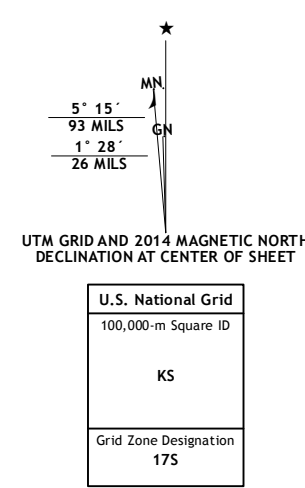 ★
MN
GN
5° 15´
93 MILS
1° 28´
26 MILS
UTM GRID AND 2014 MAGNETIC NORTH
DECLINATION AT CENTER OF SHEET
U.S. National Grid
100,000-m Square ID
KS
Grid Zone Designation
17S